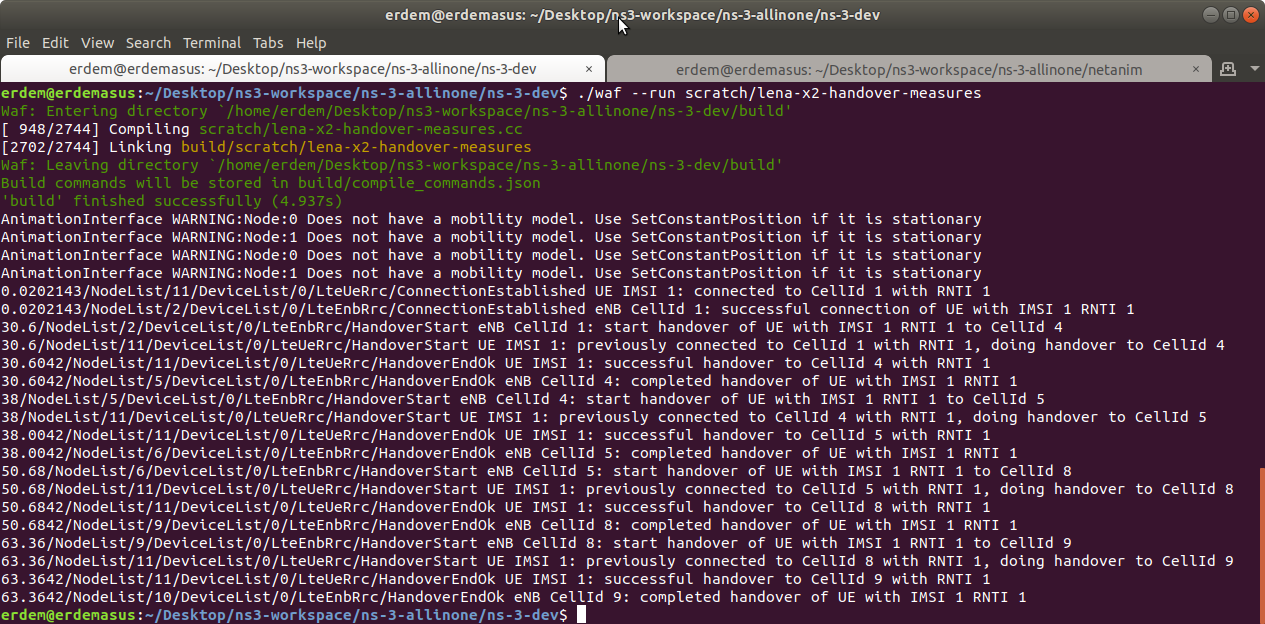 erdem@erdemasus: ~/Desktop/ns3-workspace/ns-3-allinone/ns-3-dev
File Edit View Search Terminal Tabs Help
erdem@erdemasus: ~/Desktop/ns3-workspace/ns-3-allinone/ns-3-dev × erdem@erdemasus: ~/Desktop/ns3-workspace/ns-3-allinone/netanim ×
erdem@erdemasus:~/Desktop/ns3-workspace/ns-3-allinone/ns-3-dev$ ./waf --run scratch/lena-x2-handover-measures
Waf: Entering directory `/home/erdem/Desktop/ns3-workspace/ns-3-allinone/ns-3-dev/build'
[ 948/2744] Compiling scratch/lena-x2-handover-measures.cc
[2702/2744] Linking build/scratch/lena-x2-handover-measures
Waf: Leaving directory `/home/erdem/Desktop/ns3-workspace/ns-3-allinone/ns-3-dev/build'
Build commands will be stored in build/compile_commands.json
'build' finished successfully (4.937s)
AnimationInterface WARNING:Node:0 Does not have a mobility model. Use SetConstantPosition if it is stationary
AnimationInterface WARNING:Node:1 Does not have a mobility model. Use SetConstantPosition if it is stationary
AnimationInterface WARNING:Node:0 Does not have a mobility model. Use SetConstantPosition if it is stationary
AnimationInterface WARNING:Node:1 Does not have a mobility model. Use SetConstantPosition if it is stationary
0.0202143/NodeList/11/DeviceList/0/LteUeRrc/ConnectionEstablished UE IMSI 1: connected to CellId 1 with RNTI 1
0.0202143/NodeList/2/DeviceList/0/LteEnbRrc/ConnectionEstablished eNB CellId 1: successful connection of UE with IMSI 1 RNTI 1
30.6/NodeList/2/DeviceList/0/LteEnbRrc/HandoverStart eNB CellId 1: start handover of UE with IMSI 1 RNTI 1 to CellId 4
30.6/NodeList/11/DeviceList/0/LteUeRrc/HandoverStart UE IMSI 1: previously connected to CellId 1 with RNTI 1, doing handover to CellId 4
30.6042/NodeList/11/DeviceList/0/LteUeRrc/HandoverEndOk UE IMSI 1: successful handover to CellId 4 with RNTI 1
30.6042/NodeList/5/DeviceList/0/LteEnbRrc/HandoverEndOk eNB CellId 4: completed handover of UE with IMSI 1 RNTI 1
38/NodeList/5/DeviceList/0/LteEnbRrc/HandoverStart eNB CellId 4: start handover of UE with IMSI 1 RNTI 1 to CellId 5
38/NodeList/11/DeviceList/0/LteUeRrc/HandoverStart UE IMSI 1: previously connected to CellId 4 with RNTI 1, doing handover to CellId 5
38.0042/NodeList/11/DeviceList/0/LteUeRrc/HandoverEndOk UE IMSI 1: successful handover to CellId 5 with RNTI 1
38.0042/NodeList/6/DeviceList/0/LteEnbRrc/HandoverEndOk eNB CellId 5: completed handover of UE with IMSI 1 RNTI 1
50.68/NodeList/6/DeviceList/0/LteEnbRrc/HandoverStart eNB CellId 5: start handover of UE with IMSI 1 RNTI 1 to CellId 8
50.68/NodeList/11/DeviceList/0/LteUeRrc/HandoverStart UE IMSI 1: previously connected to CellId 5 with RNTI 1, doing handover to CellId 8
50.6842/NodeList/11/DeviceList/0/LteUeRrc/HandoverEndOk UE IMSI 1: successful handover to CellId 8 with RNTI 1
50.6842/NodeList/9/DeviceList/0/LteEnbRrc/HandoverEndOk eNB CellId 8: completed handover of UE with IMSI 1 RNTI 1
63.36/NodeList/9/DeviceList/0/LteEnbRrc/HandoverStart eNB CellId 8: start handover of UE with IMSI 1 RNTI 1 to CellId 9
63.36/NodeList/11/DeviceList/0/LteUeRrc/HandoverStart UE IMSI 1: previously connected to CellId 8 with RNTI 1, doing handover to CellId 9
63.3642/NodeList/11/DeviceList/0/LteUeRrc/HandoverEndOk UE IMSI 1: successful handover to CellId 9 with RNTI 1
63.3642/NodeList/10/DeviceList/0/LteEnbRrc/HandoverEndOk eNB CellId 9: completed handover of UE with IMSI 1 RNTI 1
erdem@erdemasus:~/Desktop/ns3-workspace/ns-3-allinone/ns-3-dev$